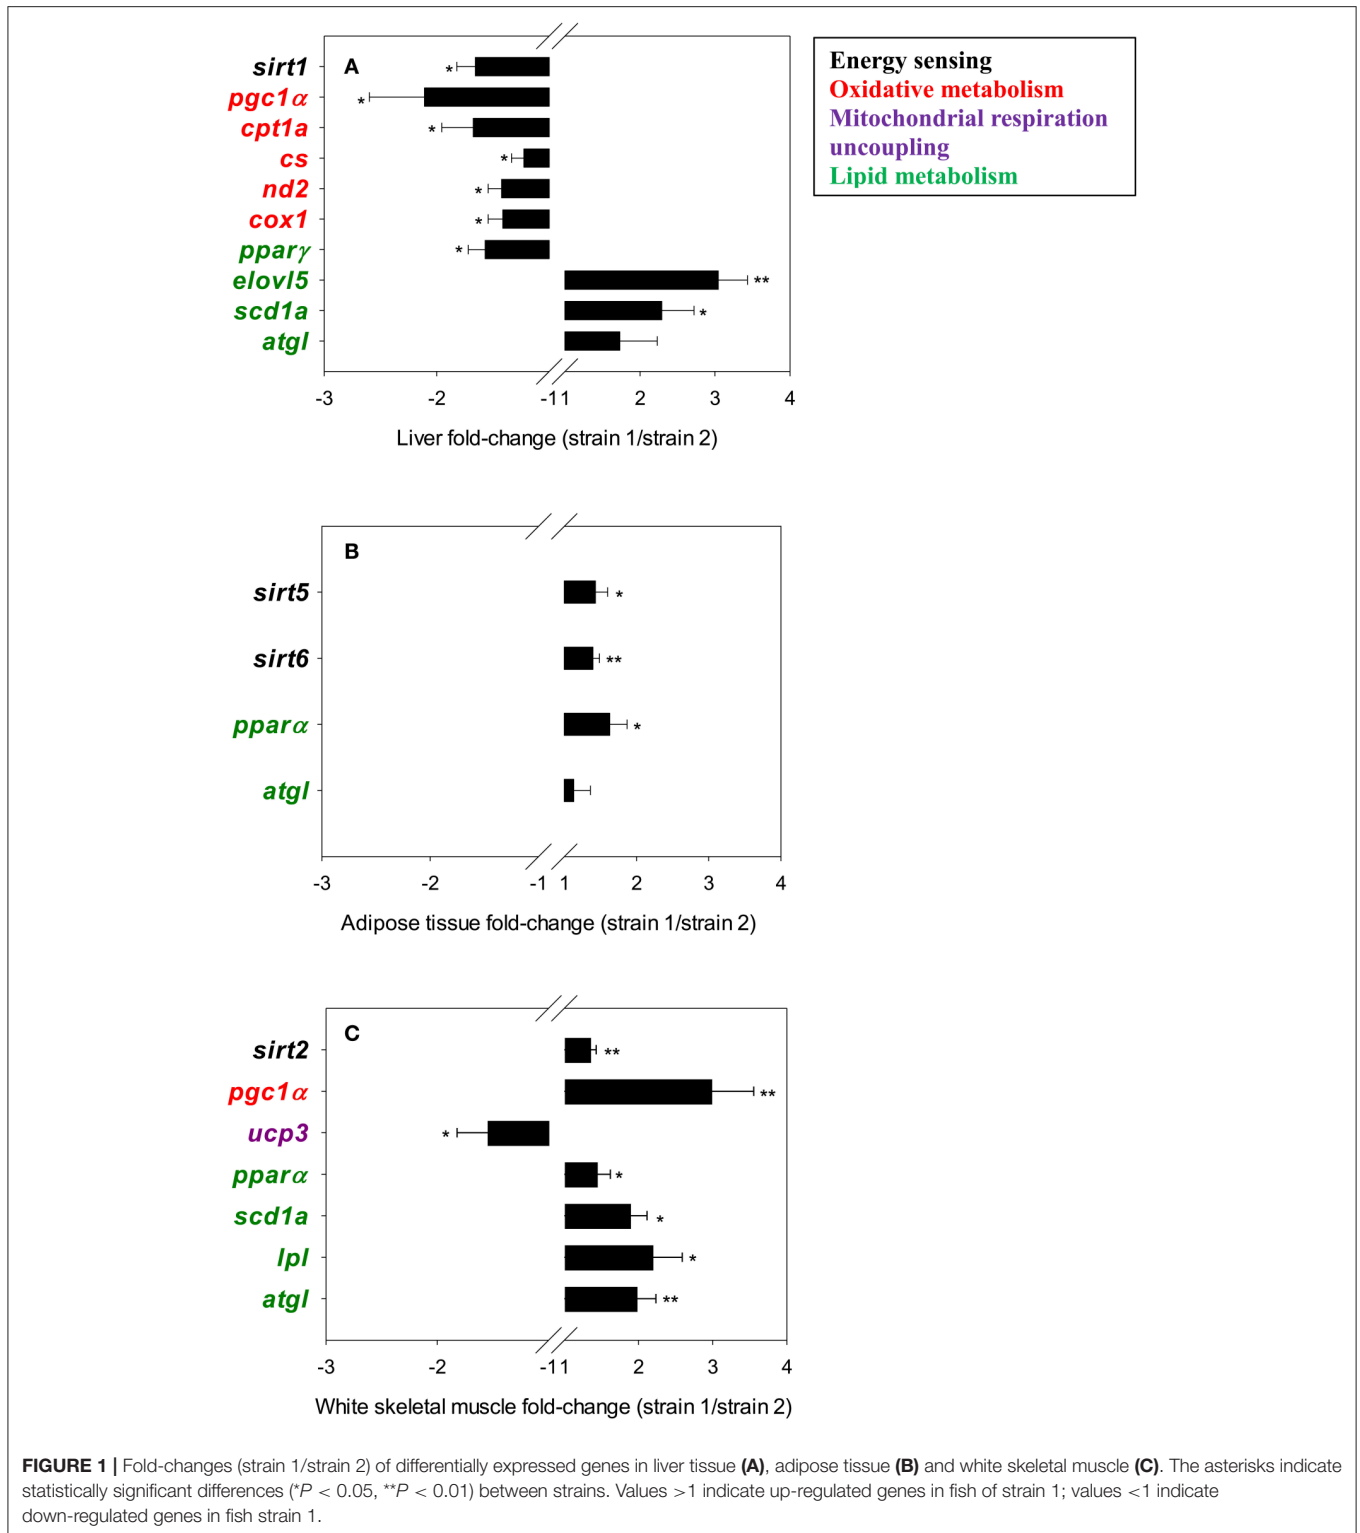 A
sirt1
*
pgc1α
*
cpt1a
*
cs
*
nd2
*
cox1
*
pparγ
*
elovl5
**
scd1a
*
atgl
-3 -2 -1 1 2 3 4
Liver fold-change (strain 1/strain 2)
Energy sensing
Oxidative metabolism
Mitochondrial respiration
uncoupling
Lipid metabolism
B
sirt5
*
sirt6
**
pparα
*
atgl
-3 -2 -1 1 2 3 4
Adipose tissue fold-change (strain 1/strain 2)
C
sirt2
**
pgc1α
**
ucp3
*
pparα
*
scd1a
*
lpl
*
atgl
**
-3 -2 -1 1 2 3 4
White skeletal muscle fold-change (strain 1/strain 2)
FIGURE 1 | Fold-changes (strain 1/strain 2) of differentially expressed genes in liver tissue (A), adipose tissue (B) and white skeletal muscle (C). The asterisks indicate
statistically significant differences (*P < 0.05, **P < 0.01) between strains. Values >1 indicate up-regulated genes in fish of strain 1; values <1 indicate
down-regulated genes in fish strain 1.